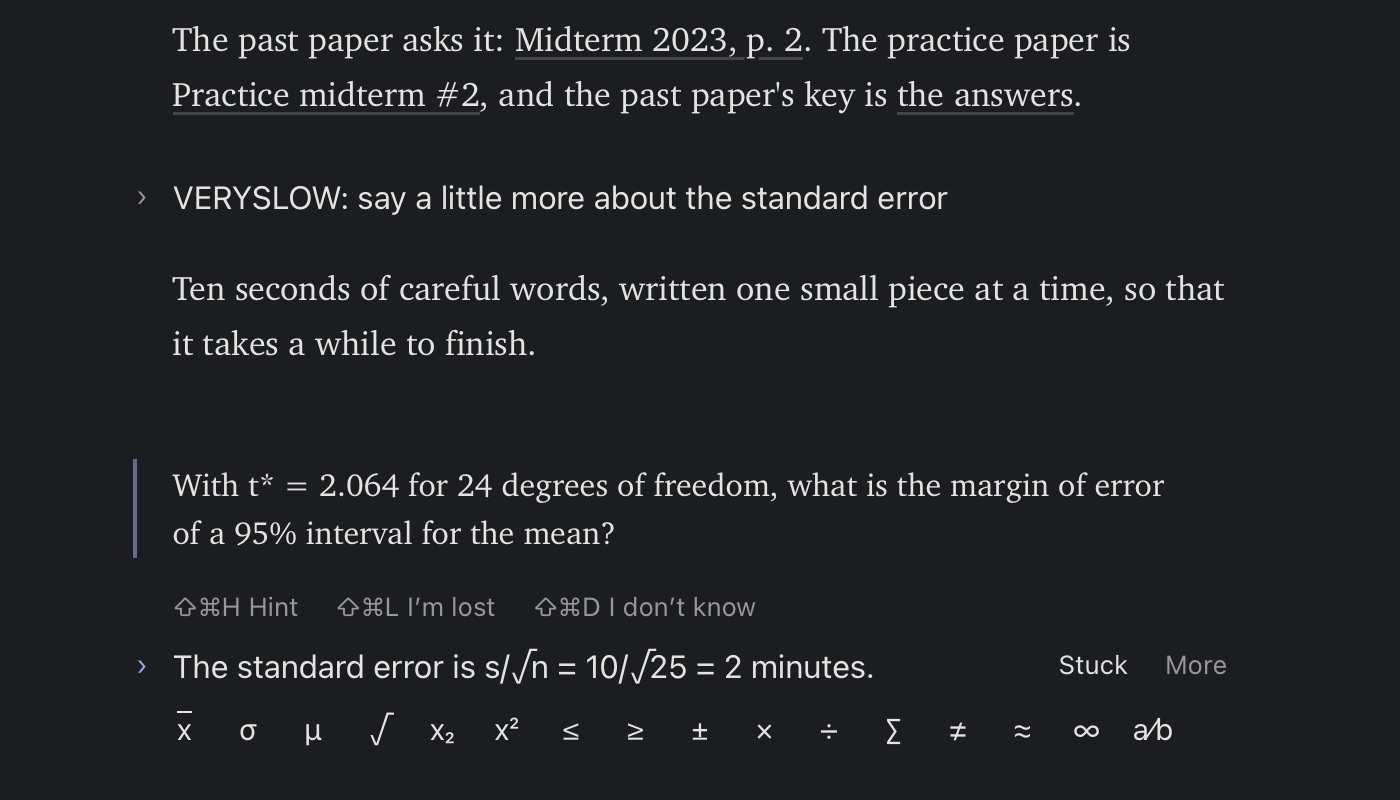 The past paper asks it: Midterm 2023, p. 2. The practice paper is
Practice midterm #2, and the past paper's key is the answers.
› VERYSLOW: say a little more about the standard error
Ten seconds of careful words, written one small piece at a time, so that
it takes a while to finish.
With t* = 2.064 for 24 degrees of freedom, what is the margin of error
of a 95% interval for the mean?
⇧⌘H Hint ⇧⌘L I’m lost ⇧⌘D I don’t know
› The standard error is s/√n = 10/√25 = 2 minutes. Stuck More
x̅ σ μ √ x₂ x² ≤ ≥ ± × ÷ ∑ ≠ ≈ ∞ a⁄b